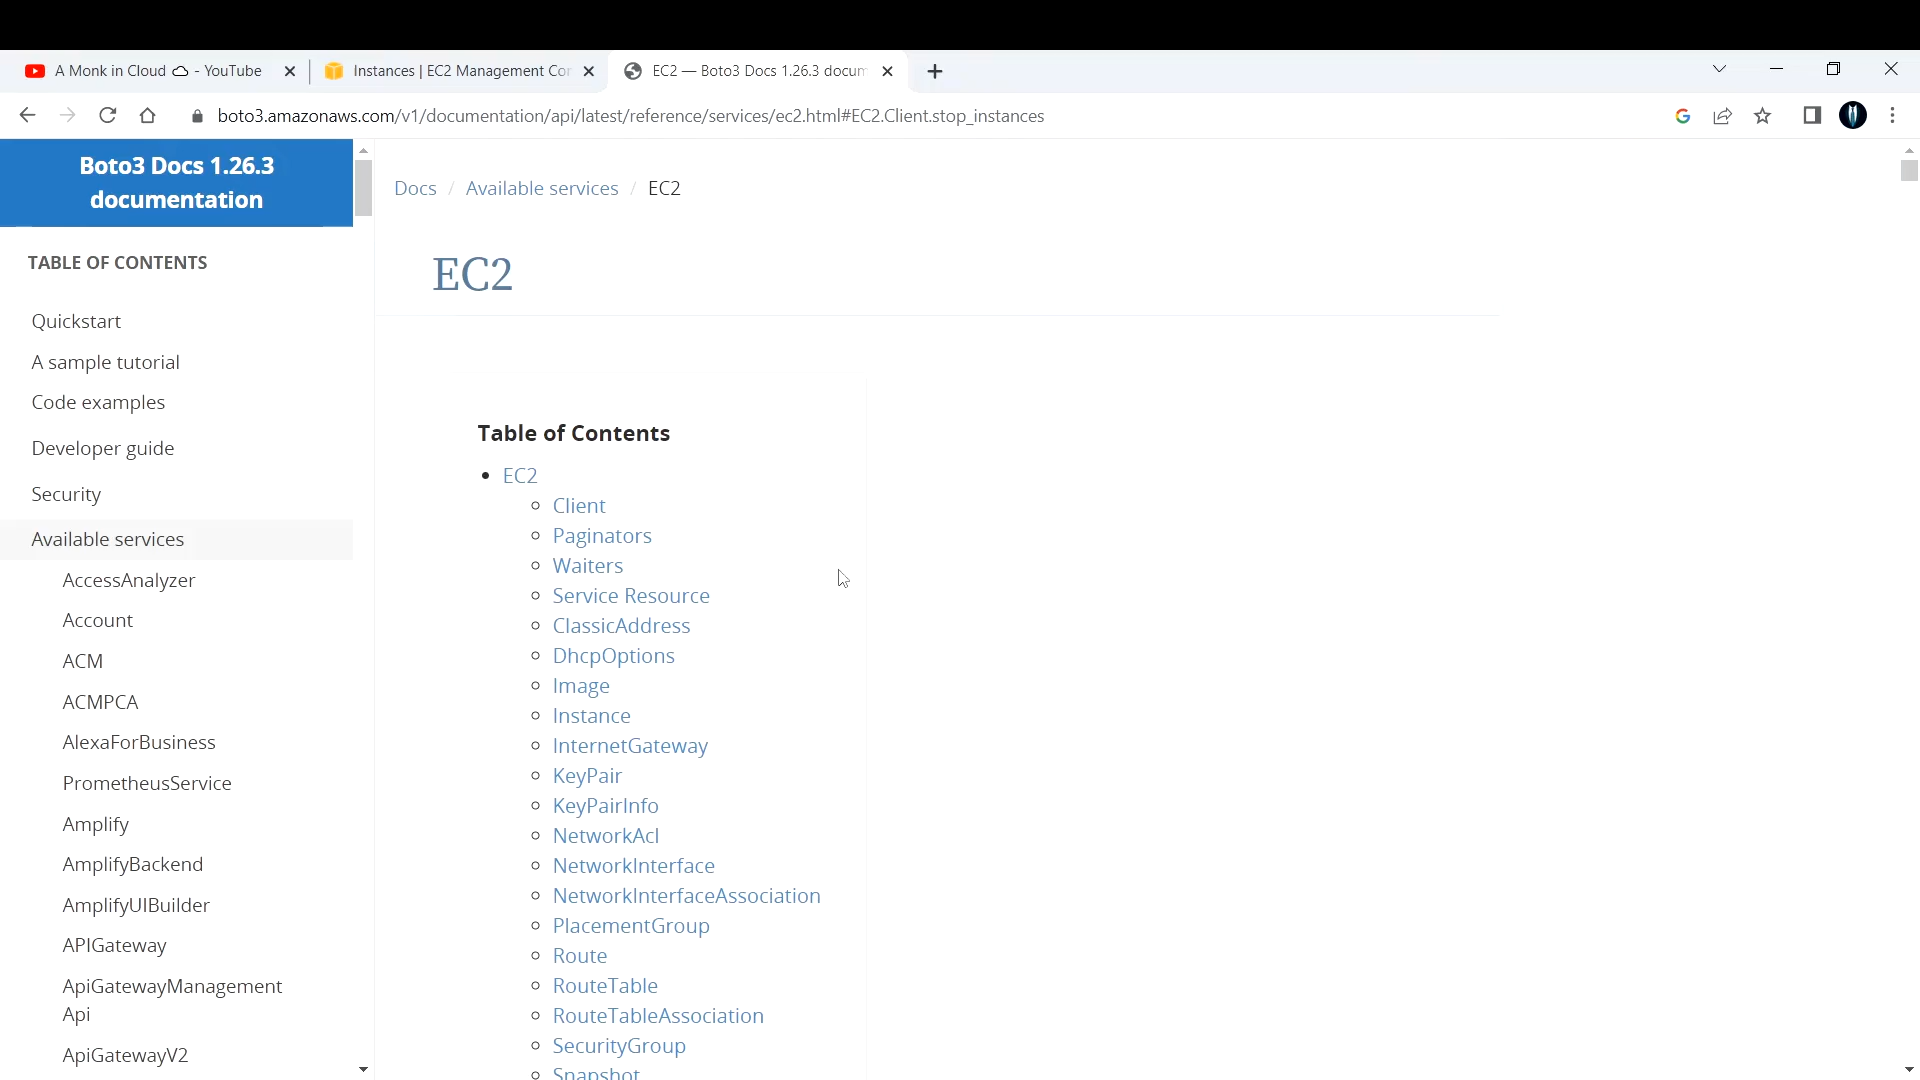 A Monk in Cloud - YouTube
Instances | EC2 Management Con
EC2 — Boto3 Docs 1.26.3 docum
boto3.amazonaws.com/v1/documentation/api/latest/reference/services/ec2.html#EC2.Client.stop_instances
Boto3 Docs 1.26.3
documentation
TABLE OF CONTENTS
Quickstart
A sample tutorial
Code examples
Developer guide
Security
Available services
AccessAnalyzer
Account
ACM
ACMPCA
AlexaForBusiness
PrometheusService
Amplify
AmplifyBackend
AmplifyUIBuilder
APIGateway
ApiGatewayManagement
Api
ApiGatewayV2
Docs / Available services / EC2
EC2
Table of Contents
EC2
Client
Paginators
Waiters
Service Resource
ClassicAddress
DhcpOptions
Image
Instance
InternetGateway
KeyPair
KeyPairInfo
NetworkAcl
NetworkInterface
NetworkInterfaceAssociation
PlacementGroup
Route
RouteTable
RouteTableAssociation
SecurityGroup
Snapshot